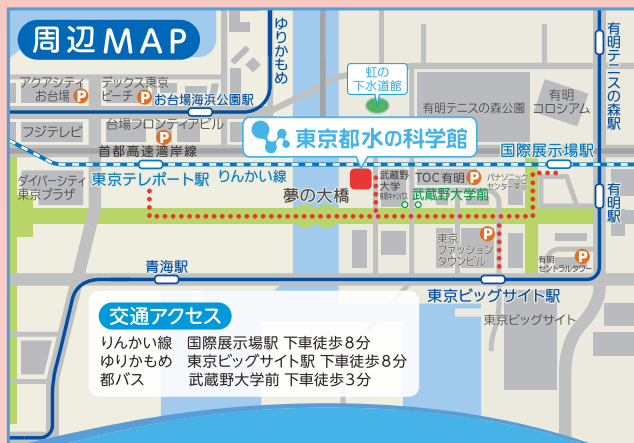 周辺MAP
ゆりかもめ
有明テニスの森駅
虹の
下水道館
アクアシティ
お台場 P
デックス東京
ビーチ P
お台場海浜公園駅
有明テニスの森公園
有明
コロシアム
フジテレビ
台場フロンティアビル
P
東京都水の科学館
首都高速湾岸線
国際展示場駅
ダイバーシティ
東京プラザ
東京テレポート駅
りんかい線
夢の大橋
武蔵野
大学
有明キャンパス
TOC有明 P
パナソニック
センター東京
武蔵野大学前
有明駅
東京
ファッション
タウンビル
P
青海駅
有明
セントラルタワー
P
東京ビッグサイト駅
東京ビッグサイト
交通アクセス
りんかい線 国際展示場駅 下車徒歩8分
ゆりかもめ 東京ビッグサイト駅 下車徒歩8分
都バス 武蔵野大学前 下車徒歩3分